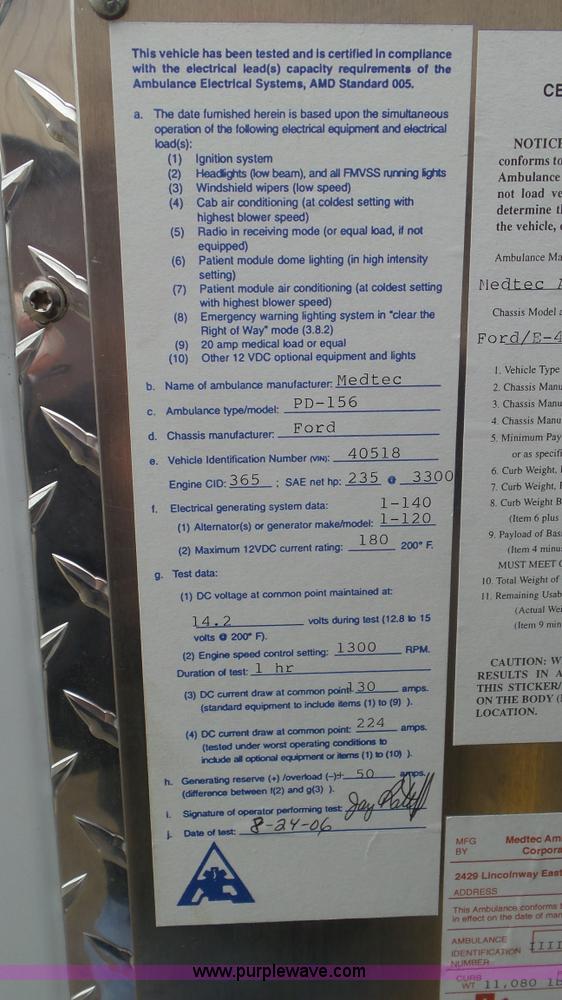 This vehicle has been tested and is certified in compliance
with the electrical lead(s) capacity requirements of the
Ambulance Electrical Systems, AMD Standard 005.
a. The date furnished herein is based upon the simultaneous
operation of the following electrical equipment and electrical
load(s):
(1) Ignition system
(2) Headlights (low beam), and all FMVSS running lights
(3) Windshield wipers (low speed)
(4) Cab air conditioning (at coldest setting with
highest blower speed)
(5) Radio in receiving mode (or equal load, if not
equipped)
(6) Patient module dome lighting (in high intensity
setting)
(7) Patient module air conditioning (at coldest setting
with highest blower speed)
(8) Emergency warning lighting system in "clear the
Right of Way" mode (3.8.2)
(9) 20 amp medical load or equal
(10) Other 12 VDC optional equipment and lights
b. Name of ambulance manufacturer: Medtec
c. Ambulance type/model: PD-156
d. Chassis manufacturer: Ford
e. Vehicle Identification Number (VIN): 40518
Engine CID: 365 ; SAE net hp: 235 @ 3300
f. Electrical generating system data: 1-140
(1) Alternator(s) or generator make/model: 1-120
(2) Maximum 12VDC current rating: 180 200° F.
g. Test data:
(1) DC voltage at common point maintained at:
14.2 volts during test (12.8 to 15
volts @ 200° F).
(2) Engine speed control setting: 1300 RPM.
Duration of test: 1 hr
(3) DC current draw at common point: 130 amps.
(standard equipment to include items (1) to (9) ).
(4) DC current draw at common point: 224 amps.
(tested under worst operating conditions to
include all optional equipment or items (1) to (10) ).
h. Generating reserve (+) /overload (-)+ 50 amps.
(difference between f(2) and g(3) ).
i. Signature of operator performing test: Jay
j. Date of test: 8-24-06
CE
NOTIC
conforms to
Ambulance
not load ve
determine t
the vehicle,
Ambulance Ma
Medtec
Chassis Model
Ford/E-4
1. Vehicle Type
2. Chassis Manu
3. Chassis Manu
4. Chassis Manu
5. Minimum Pay
or as specifi
6. Curb Weight,
7. Curb Weight,
8. Curb Weight B
(Item 6 plus
9. Payload of Bas
(Item 4 minu
MUST MEET
10. Total Weight of
11. Remaining Usab
(Actual Wei
(Item 9 min
CAUTION: W
RESULTS IN A
THIS STICKER/
ON THE BODY (
LOCATION.
MFG Medtec Am
BY Corpora
2429 Lincolnway East
ADDRESS
This Ambulance conforms
in effect on the date of man
AMBULANCE
IDENTIFICATION
NUMBER
CURB
WT 11,080 lb
www.purplewave.com